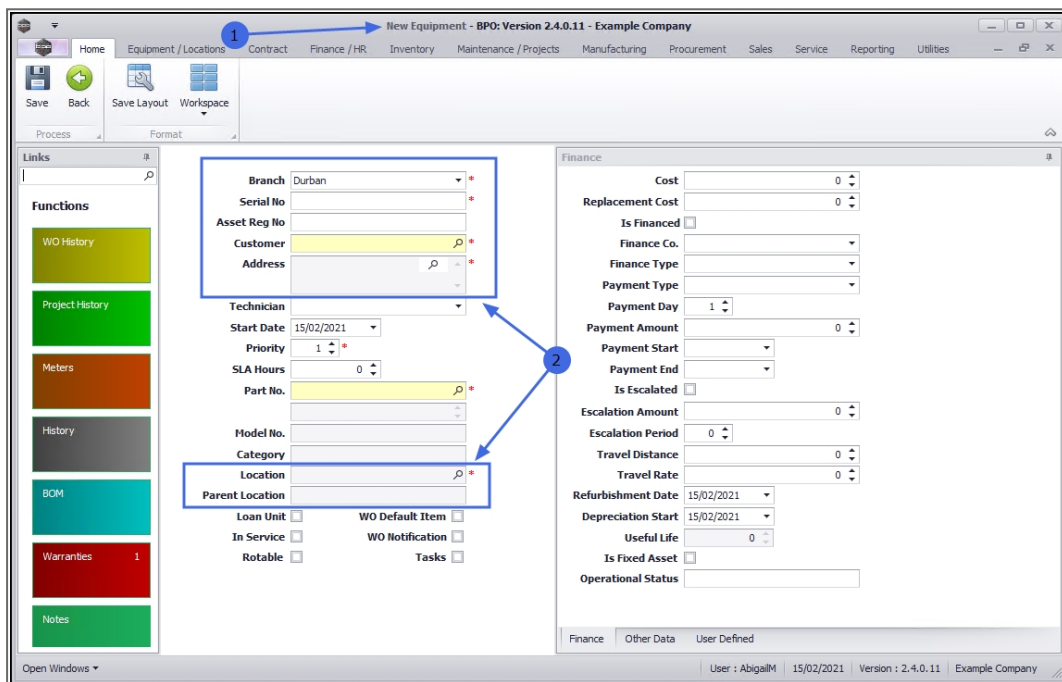 New Equipment - BPO: Version 2.4.0.11 - Example Company
1
Home Equipment / Locations Contract Finance / HR Inventory Maintenance / Projects Manufacturing Procurement Sales Service Reporting Utilities
Save Back Save Layout Workspace
Process Format
Links
Functions
WO History
Project History
Meters
History
BOM
Warranties 1
Notes
Branch Durban *
Serial No *
Asset Reg No
Customer *
Address *
Technician
Start Date 15/02/2021
Priority 1 *
2
SLA Hours 0
Part No. *
Model No.
Category
Location *
Parent Location
Loan Unit WO Default Item
In Service WO Notification
Rotable Tasks
Finance
Cost 0
Replacement Cost 0
Is Financed
Finance Co.
Finance Type
Payment Type
Payment Day 1
Payment Amount 0
Payment Start
Payment End
Is Escalated
Escalation Amount 0
Escalation Period 0
Travel Distance 0
Travel Rate 0
Refurbishment Date 15/02/2021
Depreciation Start 15/02/2021
Useful Life 0
Is Fixed Asset
Operational Status
Finance Other Data User Defined
Open Windows User : AbigailM 15/02/2021 Version : 2.4.0.11 Example Company